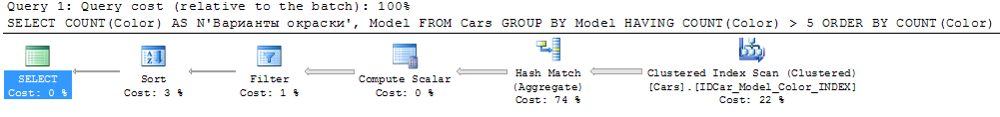 Query 1: Query cost (relative to the batch): 100%
SELECT COUNT(Color) AS N'Варианты окраски', Model FROM Cars GROUP BY Model HAVING COUNT(Color) > 5 ORDER BY COUNT(Color)
SELECT
Cost: 0 %
Sort
Cost: 3 %
Filter
Cost: 1 %
Compute Scalar
Cost: 0 %
Hash Match
(Aggregate)
Cost: 74 %
Clustered Index Scan (Clustered)
[Cars].[IDCar_Model_Color_INDEX]
Cost: 22 %